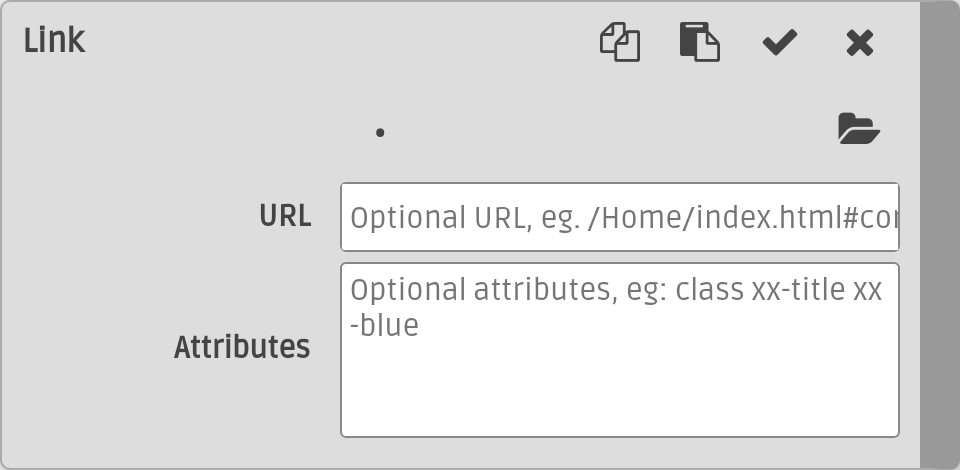 Link
URL
Optional URL, eg. /Home/index.html#co
Attributes
Optional attributes, eg: class xx-title xx
-blue